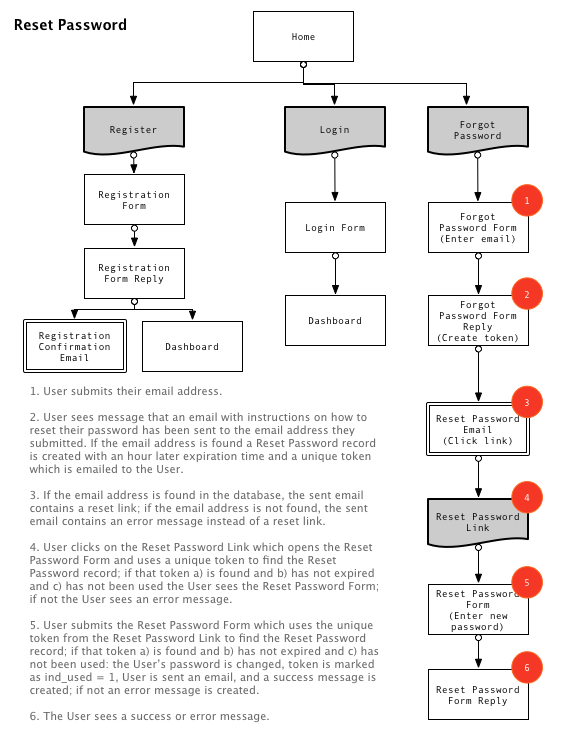 Reset Password
Home
Register
Login
Forgot
Password
Registration
Form
1
Forgot
Password Form
(Enter email)
Login Form
Registration
Form Reply
2
Forgot
Password Form
Reply
(Create token)
Dashboard
Registration
Confirmation
Email
Dashboard
1. User submits their email address.
2. User sees message that an email with instructions on how to
reset their password has been sent to the email address they
submitted. If the email address is found a Reset Password record
is created with an hour later expiration time and a unique token
which is emailed to the User.
3. If the email address is found in the database, the sent email
contains a reset link; if the email address is not found, the sent
email contains an error message instead of a reset link.
4. User clicks on the Reset Password Link which opens the Reset
Password Form and uses a unique token to find the Reset
Password record; if that token a) is found and b) has not expired
and c) has not been used the User sees the Reset Password Form;
if not the User sees an error message.
5. User submits the Reset Password Form which uses the unique
token from the Reset Password Link to find the Reset Password
record; if that token a) is found and b) has not expired and c) has
not been used: the User's password is changed, token is marked
as ind_used = 1, User is sent an email, and a success message is
created; if not an error message is created.
6. The User sees a success or error message.
3
Reset Password
Email
(Click link)
4
Reset Password
Link
5
Reset Password
Form
(Enter new
password)
6
Reset Password
Form Reply